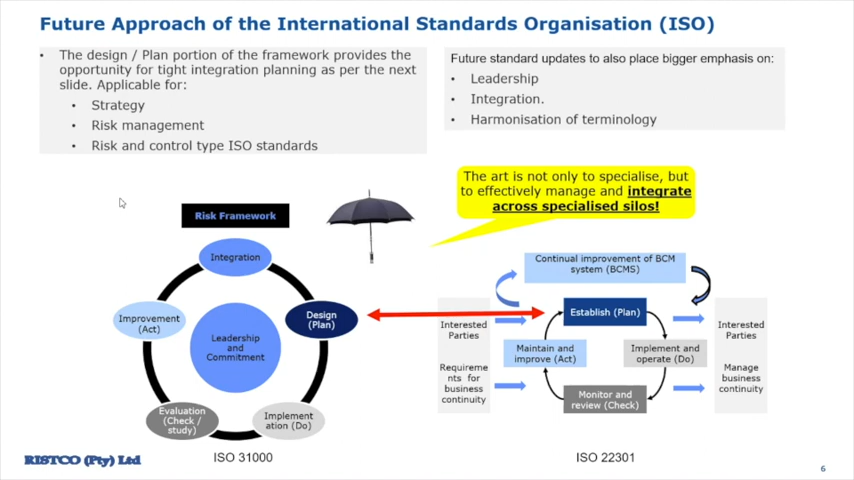 Future Approach of the International Standards Organisation (ISO)
• The design / Plan portion of the framework provides the
opportunity for tight integration planning as per the next
slide. Applicable for:
• Strategy
• Risk management
• Risk and control type ISO standards
Future standard updates to also place bigger emphasis on:
• Leadership
• Integration.
• Harmonisation of terminology
The art is not only to specialise, but
to effectively manage and integrate
across specialised silos!
Risk Framework
Integration
Design
(Plan)
Implement
ation (Do)
Evaluation
(Check /
study)
Improvement
(Act)
Leadership
and
Commitment
ISO 31000
Continual improvement of BCM
system (BCMS)
Interested
Parties
Requireme
nts for
business
continuity
Establish (Plan)
Implement and
operate (Do)
Monitor and
review (Check)
Maintain and
improve (Act)
Interested
Parties
Manage
business
continuity
ISO 22301
RISTCO (Pty) Ltd
6